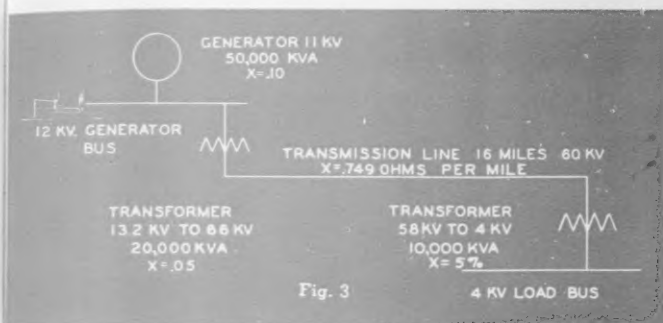 GENERATOR 11 KV
50,000 KVA
X=.10
12 KV. GENERATOR
BUS
TRANSMISSION LINE 16 MILES 60 KV
X=.749 OHMS PER MILE
TRANSFORMER
13.2 KV TO 66 KV
20,000 KVA
X=.05
TRANSFORMER
58 KV TO 4 KV
10,000 KVA
X=5%
Fig. 3
4 KV LOAD BUS